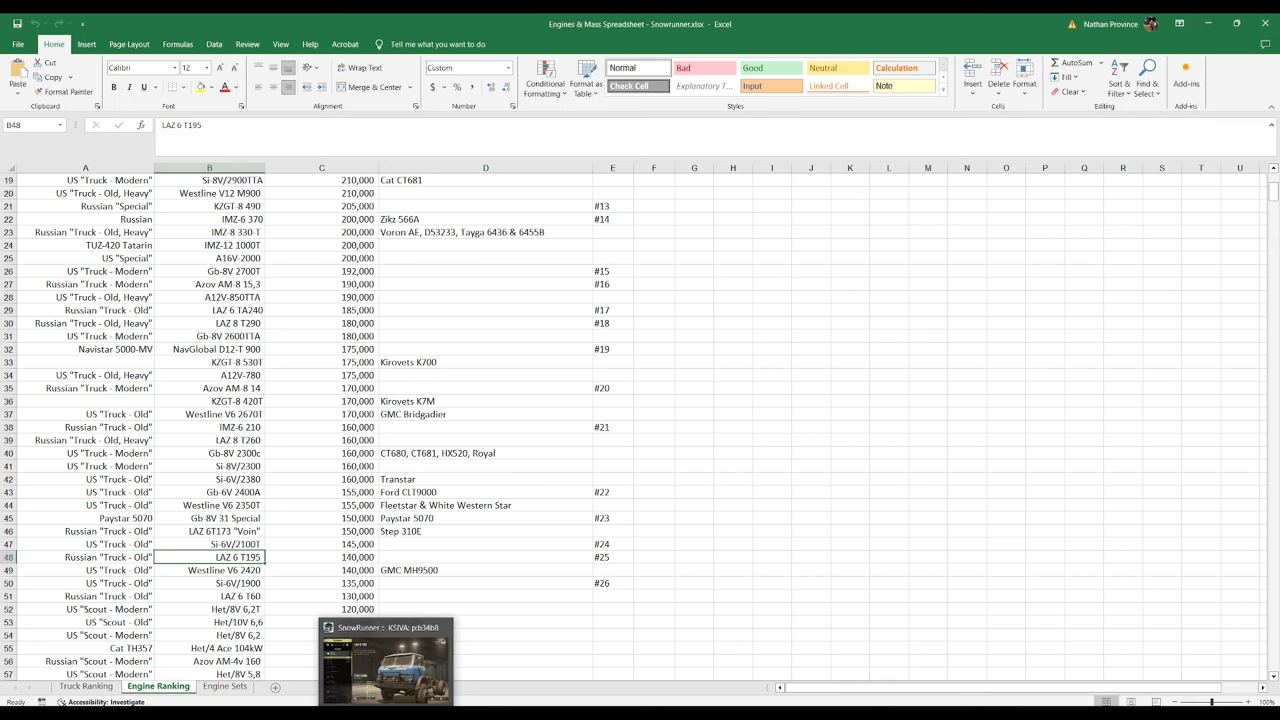 Engines & Mass Spreadsheet - Snowrunner.xlsx - Excel
Nathan Province
File Home Insert Page Layout Formulas Data Review View Help Acrobat Tell me what you want to do
Paste Cut Copy Format Painter Clipboard
Calibri 12 Font
Wrap Text Merge & Center Alignment
Custom Number
Conditional Formatting Format as Table
Normal Bad Good Neutral Calculation
Check Cell Explanatory T... Input Linked Cell Note
Styles
Insert Delete Format Cells
AutoSum Fill Clear Sort & Filter Find & Select Editing
Add-ins Add-ins
B48 LAZ 6 T195
A B C D E F G H I J K L M N O P Q R S T U
19 US "Truck - Modern" Si-8V/2900TTA 210,000 Cat CT681
20 US "Truck - Old, Heavy" Westline V12 M900 210,000
21 Russian "Special" KZGT-8 490 205,000 #13
22 Russian IMZ-6 370 200,000 Zikz 566A #14
23 Russian "Truck - Old, Heavy" IMZ-8 330-T 200,000 Voron AE, D53233, Tayga 6436 & 6455B
24 TUZ-420 Tatarin IMZ-12 1000T 200,000
25 US "Special" A16V-2000 200,000
26 US "Truck - Modern" Gb-8V 2700T 192,000 #15
27 Russian "Truck - Modern" Azov AM-8 15,3 190,000 #16
28 US "Truck - Old, Heavy" A12V-850TTA 190,000
29 Russian "Truck - Old" LAZ 6 TA240 185,000 #17
30 Russian "Truck - Old, Heavy" LAZ 8 T290 180,000 #18
31 US "Truck - Modern" Gb-8V 2600TTA 180,000
32 Navistar 5000-MV NavGlobal D12-T 900 175,000 #19
33 KZGT-8 530T 175,000 Kirovets K700
34 US "Truck - Old, Heavy" A12V-780 175,000
35 Russian "Truck - Modern" Azov AM-8 14 170,000 #20
36 KZGT-8 420T 170,000 Kirovets K7M
37 US "Truck - Old" Westline V6 2670T 170,000 GMC Bridgadier
38 Russian "Truck - Old" IMZ-6 210 160,000 #21
39 Russian "Truck - Old, Heavy" LAZ 8 T260 160,000
40 US "Truck - Modern" Gb-8V 2300c 160,000 CT680, CT681, HX520, Royal
41 US "Truck - Modern" Si-8V/2300 160,000
42 US "Truck - Old" Si-6V/2380 160,000 Transtar
43 US "Truck - Old" Gb-6V 2400A 155,000 Ford CLT9000 #22
44 US "Truck - Old" Westline V6 2350T 155,000 Fleetstar & White Western Star
45 Paystar 5070 Gb-8V 31 Special 150,000 Paystar 5070 #23
46 Russian "Truck - Old" LAZ 6T173 "Voin" 150,000 Step 310E
47 US "Truck - Old" Si-6V/2100T 145,000 #24
48 Russian "Truck - Old" LAZ 6 T195 140,000 #25
49 US "Truck - Old" Westline V6 2420 140,000 GMC MH9500
50 US "Truck - Old" Si-6V/1900 135,000 #26
51 Russian "Truck - Old" LAZ 6 T60 130,000
52 US "Scout - Modern" Het/8V 6,2T 120,000
53 US "Scout - Old" Het/10V 6,6
54 US "Scout - Modern" Het/8V 6,2
55 Cat TH357 Het/4 Ace 104kW
56 Russian "Scout - Modern" Azov AM-4v 160
57 US "Scout - Modern" Het/8V 5,8
SnowRunner :: KSIVA: p:b34b8
Truck Ranking Engine Ranking Engine Sets
Ready Accessibility: Investigate 100%